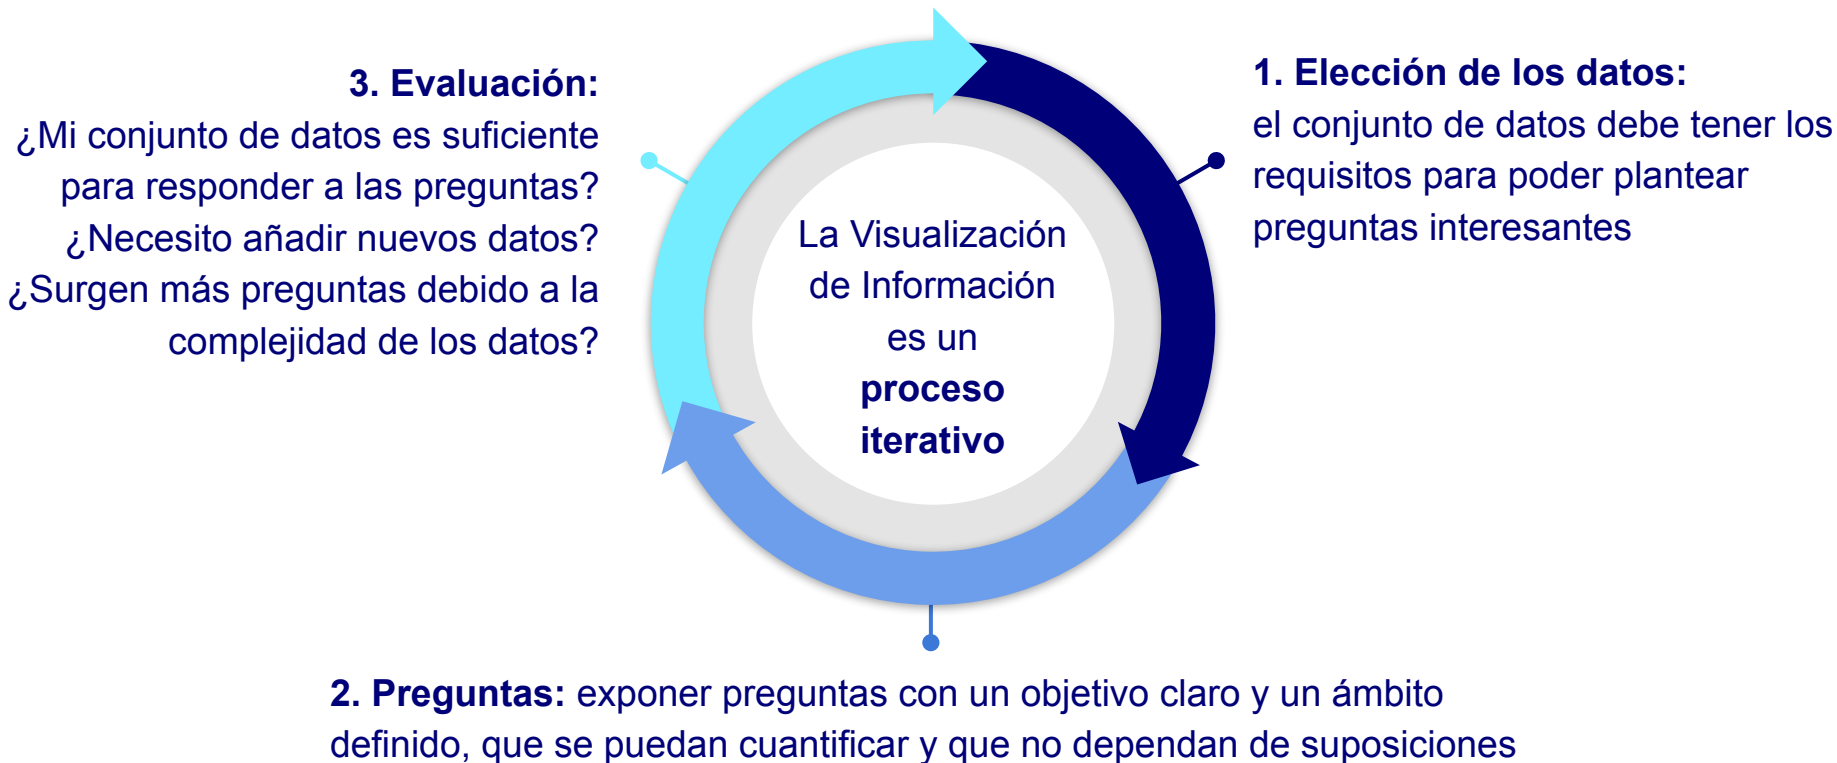 3. Evaluación:
¿Mi conjunto de datos es suficiente
para responder a las preguntas?
¿Necesito añadir nuevos datos?
¿Surgen más preguntas debido a la
complejidad de los datos?
La Visualización
de Información
es un
proceso
iterativo
1. Elección de los datos:
el conjunto de datos debe tener los
requisitos para poder plantear
preguntas interesantes
2. Preguntas: exponer preguntas con un objetivo claro y un ámbito
definido, que se puedan cuantificar y que no dependan de suposiciones